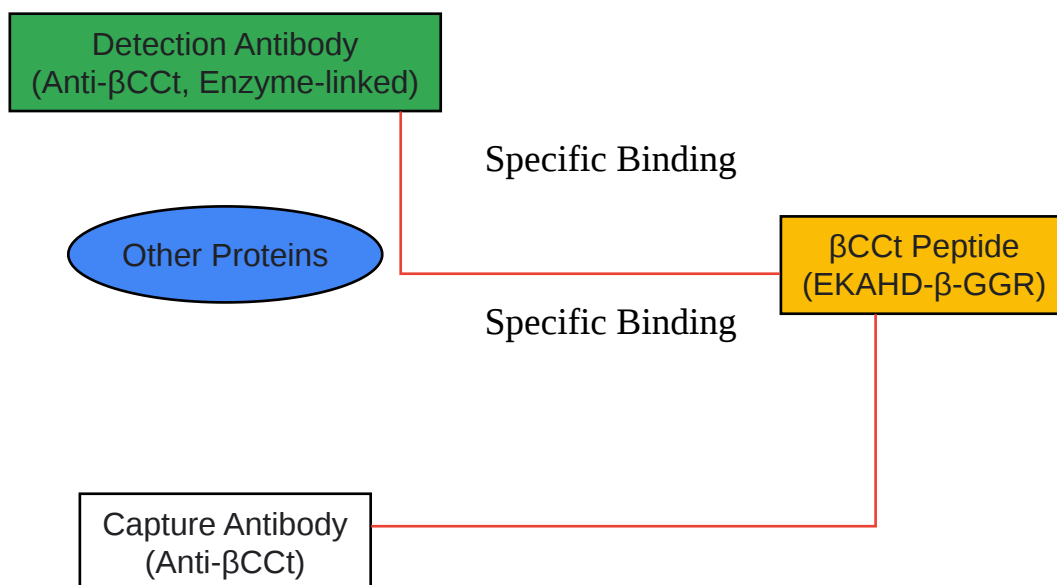 Detection Antibody
(Anti-βCCt, Enzyme-linked)
Specific Binding
Other Proteins
βCCt Peptide
(EKAHD-β-GGR)
Specific Binding
Capture Antibody
(Anti-βCCt)